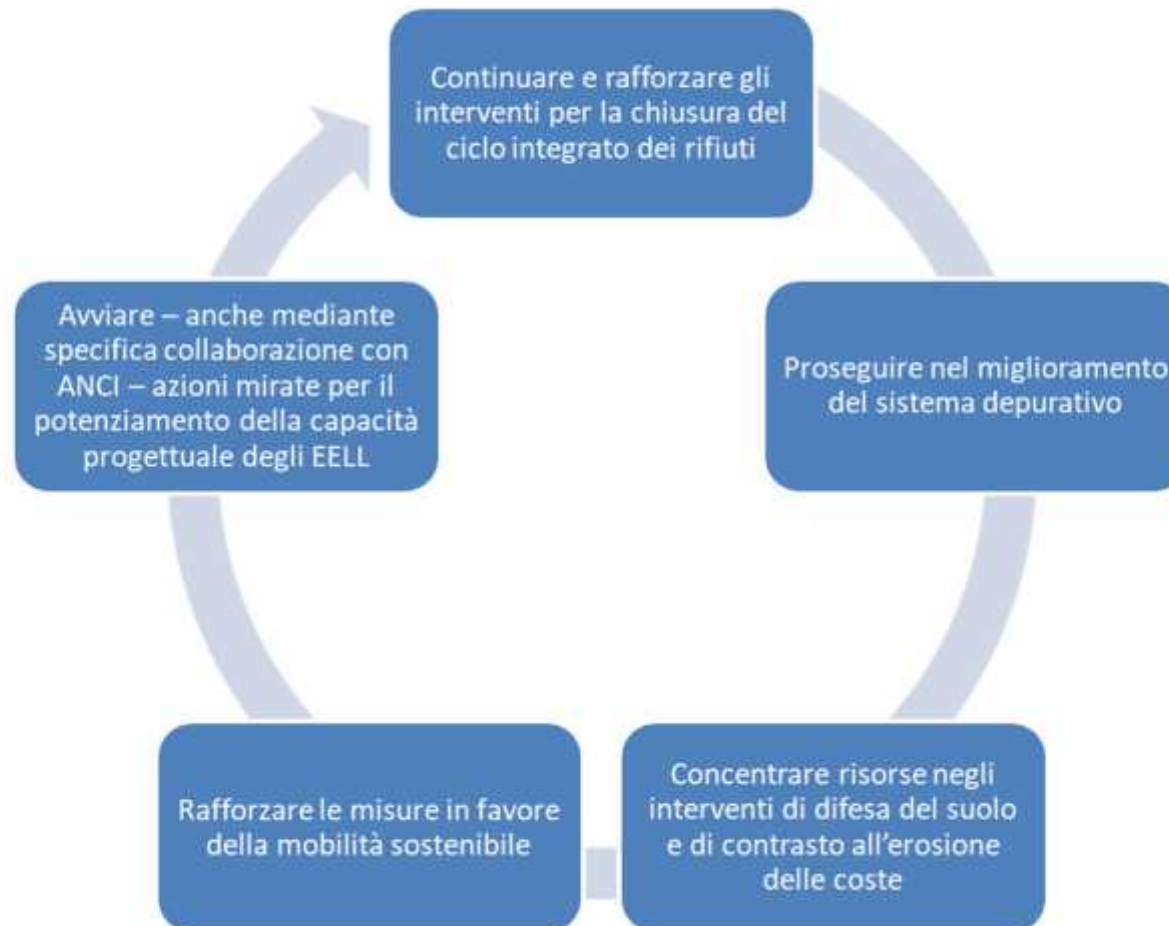 Continuare e rafforzare gli
interventi per la chiusura del
ciclo integrato dei rifiuti
Proseguire nel miglioramento
del sistema depurativo
Concentrare risorse negli
interventi di difesa del suolo
e di contrasto all'erosione
delle coste
Rafforzare le misure in favore
della mobilità sostenibile
Avviare – anche mediante
specifica collaborazione con
ANCI – azioni mirate per il
potenziamento della capacità
progettuale degli EELL